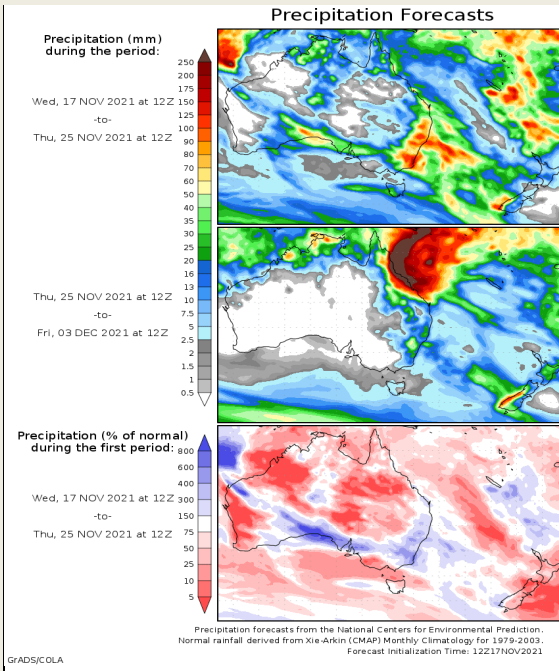 Precipitation Forecasts
Precipitation (mm)
during the period:
Wed, 17 NOV 2021 at 12Z
-to-
Thu, 25 NOV 2021 at 12Z
250
200
175
150
125
100
90
80
70
60
50
40
35
30
25
20
16
13
10
7.5
5
2.5
2
1.5
1
0.5
Thu, 25 NOV 2021 at 12Z
-to-
Fri, 03 DEC 2021 at 12Z
Precipitation (% of normal)
during the first period:
Wed, 17 NOV 2021 at 12Z
-to-
Thu, 25 NOV 2021 at 12Z
800
600
400
300
150
75
50
25
10
5
Precipitation forecasts from the National Centers for Environmental Prediction.
Normal rainfall derived from Xie-Arkin (CMAP) Monthly Climatology for 1979-2003.
Forecast Initialization Time: 12Z17NOV2021
GrADS/COLA